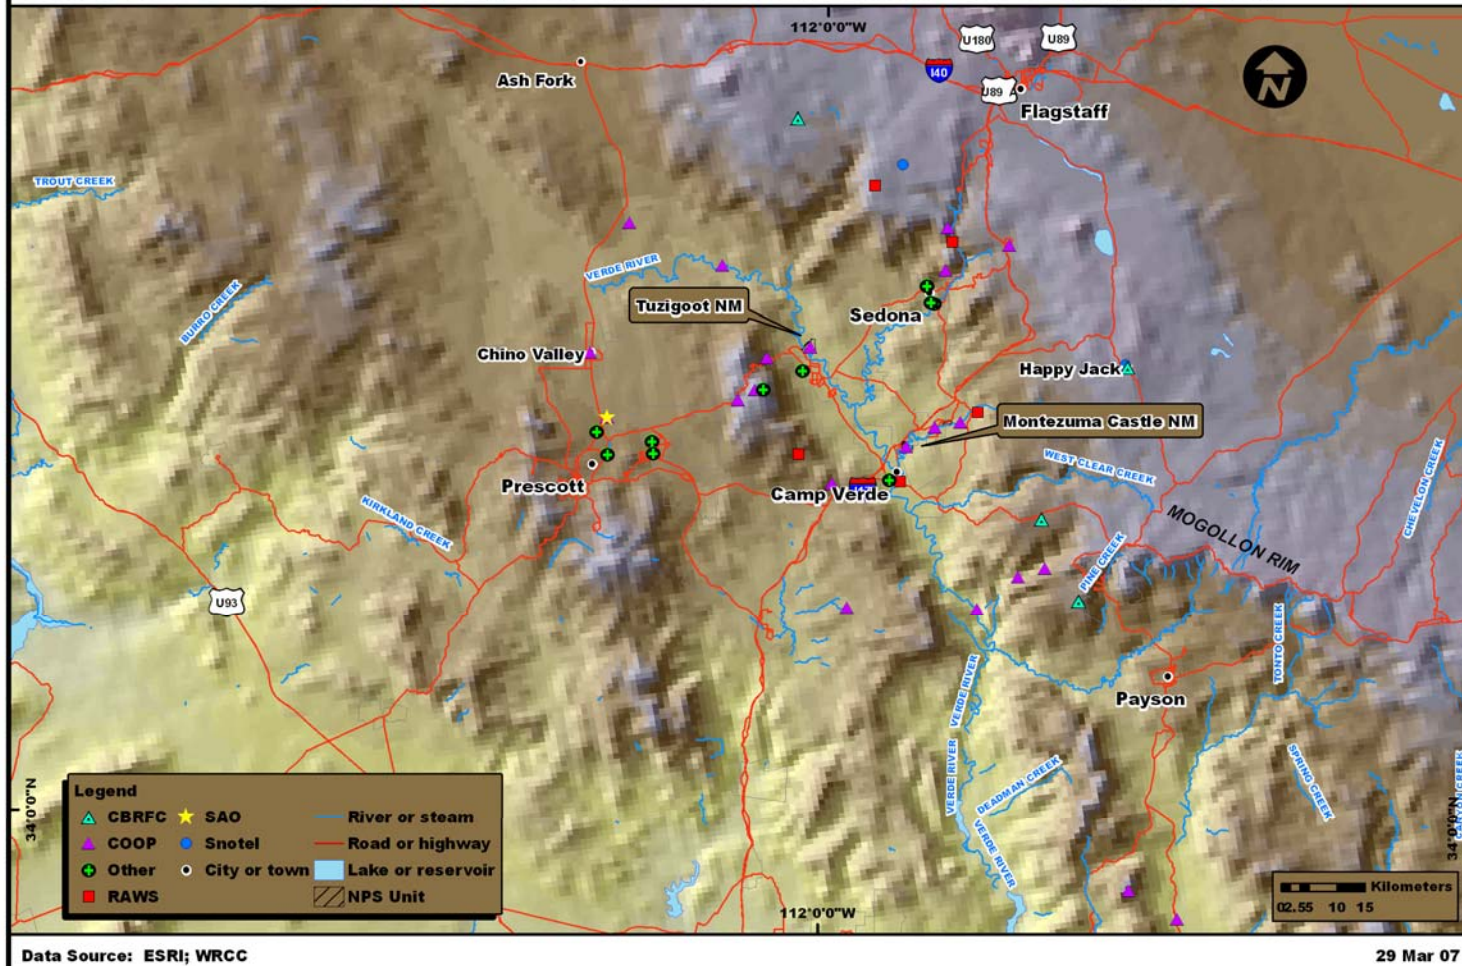 112°0'0"W
U180
U89
I40
Ash Fork
U89 A
Flagstaff
N
TROUT CREEK
VERDE RIVER
BURRO CREEK
Tuzigoot NM
Sedona
Chino Valley
Happy Jack
Montezuma Castle NM
WEST CLEAR CREEK
Prescott
Camp Verde
CHEVELON CREEK
KIRKLAND CREEK
MOGOLLON RIM
PINE CREEK
U93
TONTO CREEK
VERDE RIVER
Payson
VERDE RIVER
DEADMAN CREEK
SPRING CREEK
VERDE RIVER
34°0'0"N
34°0'0"N
Legend
CBRFC SAO River or steam
COOP Snotel Road or highway
Other City or town Lake or reservoir
RAWS NPS Unit
Kilometers
02.55 10 15
112°0'0"W
Data Source: ESRI; WRCC 29 Mar 07